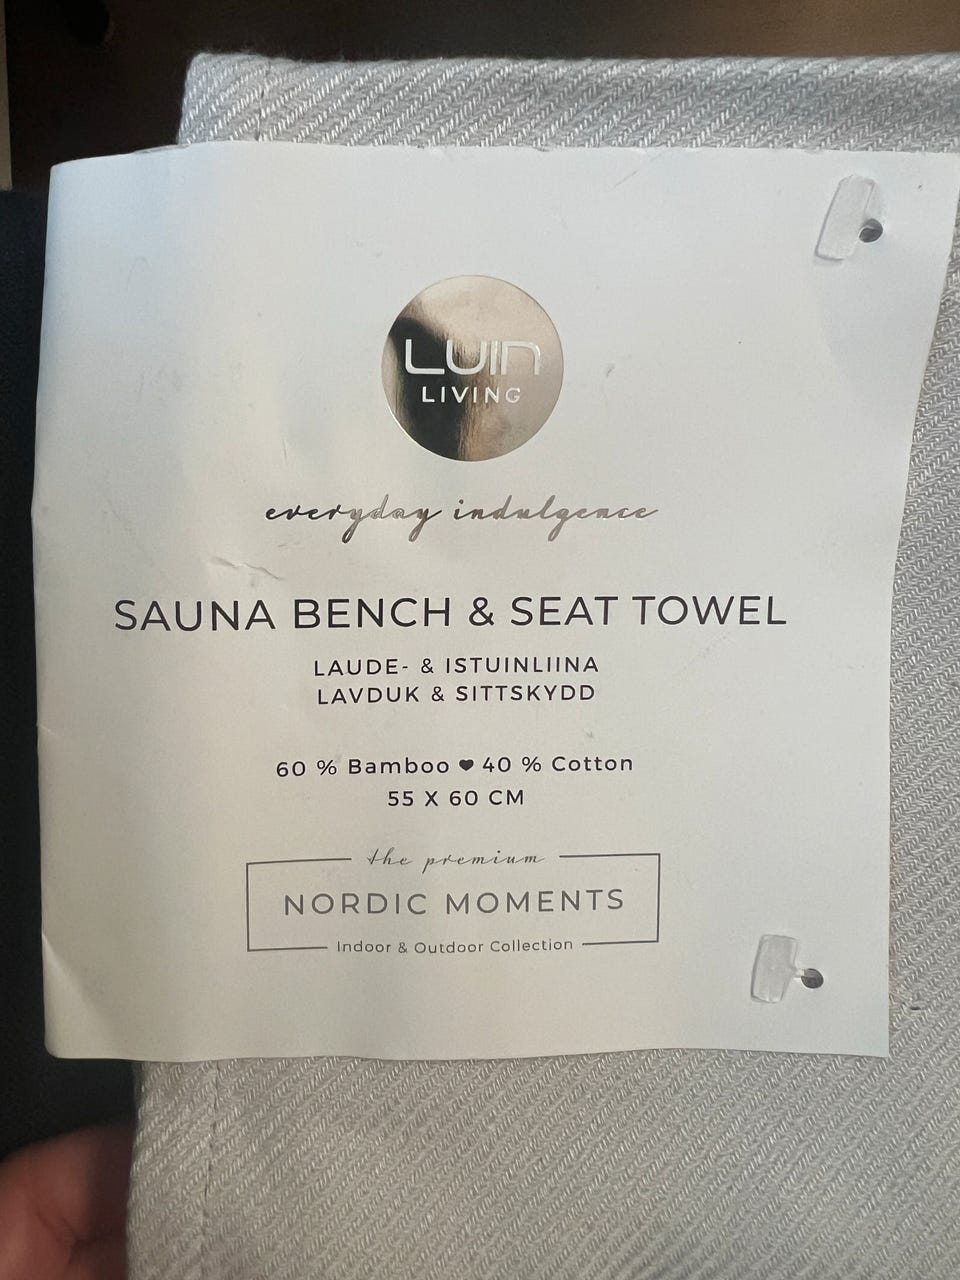 LUIN
LIVING
everyday indulgence
SAUNA BENCH & SEAT TOWEL
LAUDE- & ISTUINLIINA
LAVDUK & SITTSKYDD
60 % Bamboo ♥ 40 % Cotton
55 X 60 CM
the premium
NORDIC MOMENTS
Indoor & Outdoor Collection